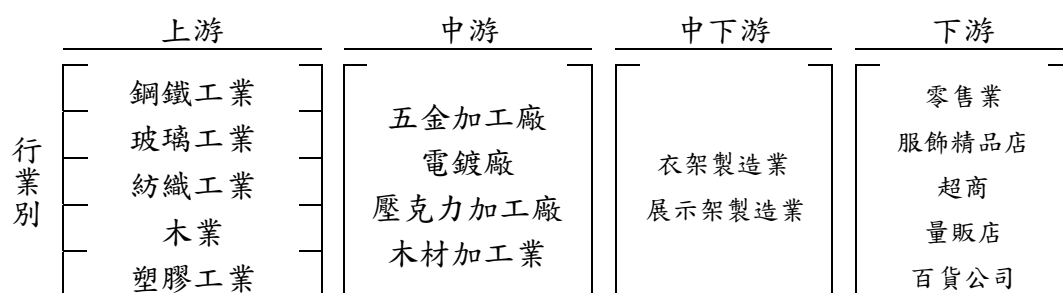 上游
中游
中下游
下游
行業別
鋼鐵工業
玻璃工業
紡織工業
木業
塑膠工業
五金加工廠
電鍍廠
壓克力加工廠
木材加工業
衣架製造業
展示架製造業
零售業
服飾精品店
超商
量販店
百貨公司